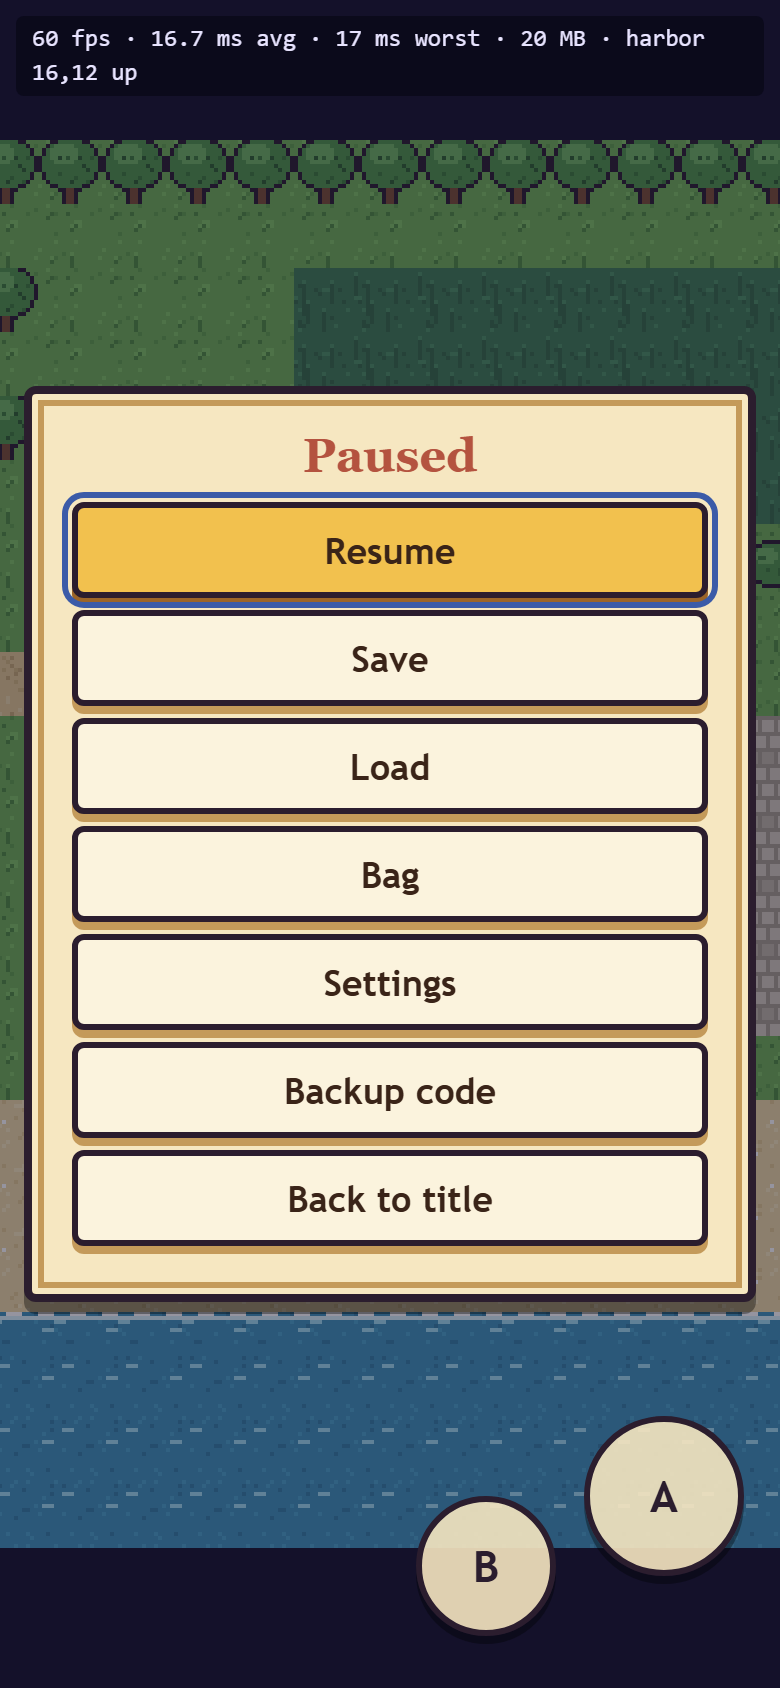 60 fps · 16.7 ms avg · 17 ms worst · 20 MB · harbor
16,12 up
Paused
Resume
Save
Load
Bag
Settings
Backup code
Back to title
A
B